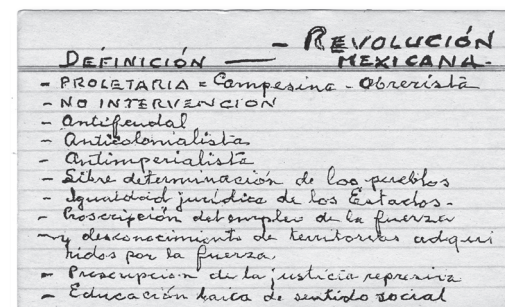 - REVOLUCIÓN
DEFINICIÓN — MEXICANA-
- PROLETARIA = Campesina - Obrerista
- NO INTERVENCION
- Antifeudal
- Anticolonialista
- Antimperialista
- Libre determinación de los pueblos
- Igualdad jurídica de los Estados.-
- Proscripción del empleo de la fuerza
- y desconocimiento de territorios adqui
ridos por la fuerza.
- Proscripcion de la justicia represiva
- Educación laica de sentido social